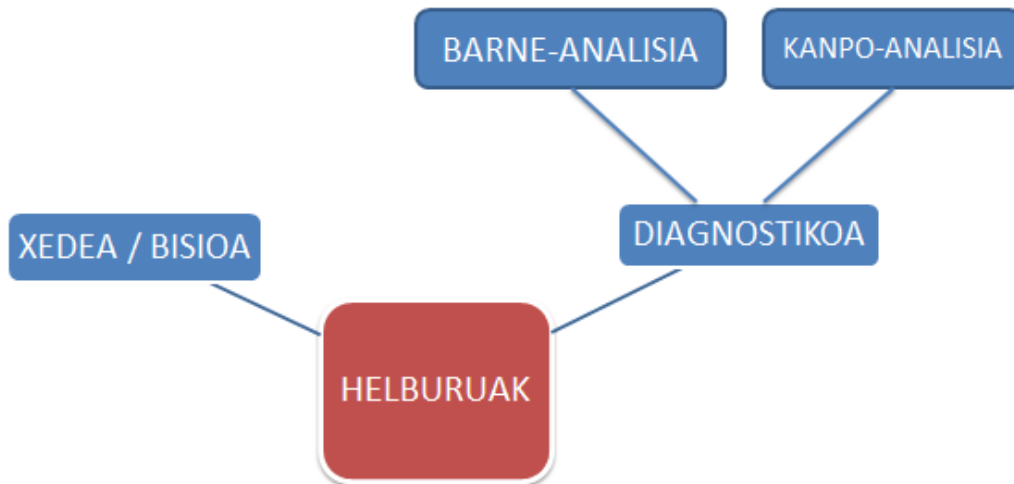 BARNE-ANALISIA
KANPO-ANALISIA
XEDEA / BISIOA
DIAGNOSTIKOA
HELBURUAK